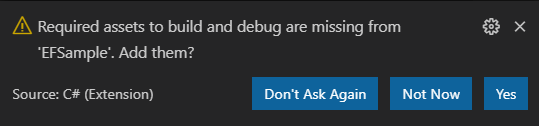 Required assets to build and debug are missing from
'EFSample'. Add them?
Source: C# (Extension)
Don't Ask Again
Not Now
Yes